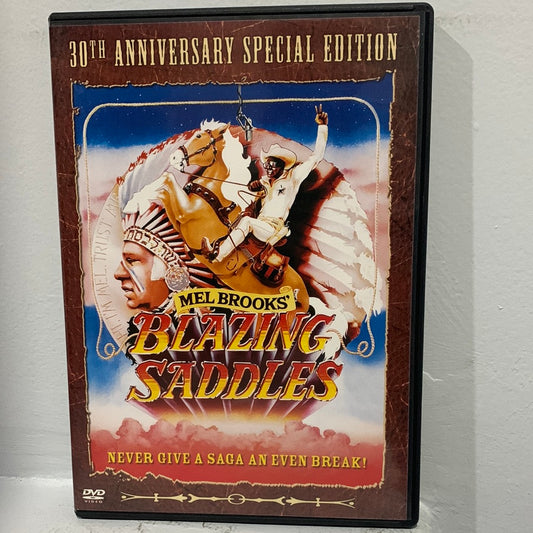 30TH ANNIVERSARY SPECIAL EDITION
MEL BROOKS'
BLAZING
SADDLES
NEVER GIVE A SAGA AN EVEN BREAK!
DVD
VIDEO